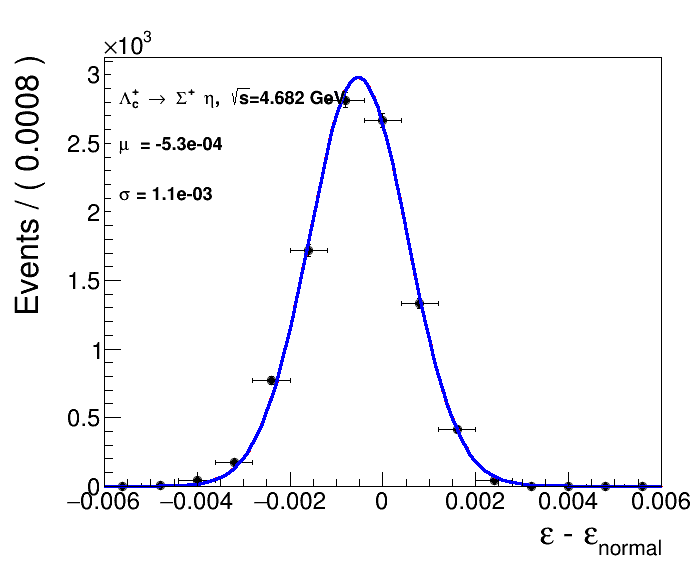 ×10³
Events / ( 0.0008 )
3
2.5
2
1.5
1
0.5
0
Λc⁺ → Σ⁺ η, √s=4.682 GeV
μ = -5.3e-04
σ = 1.1e-03
−0.006 −0.004 −0.002 0 0.002 0.004 0.006
ε - εnormal